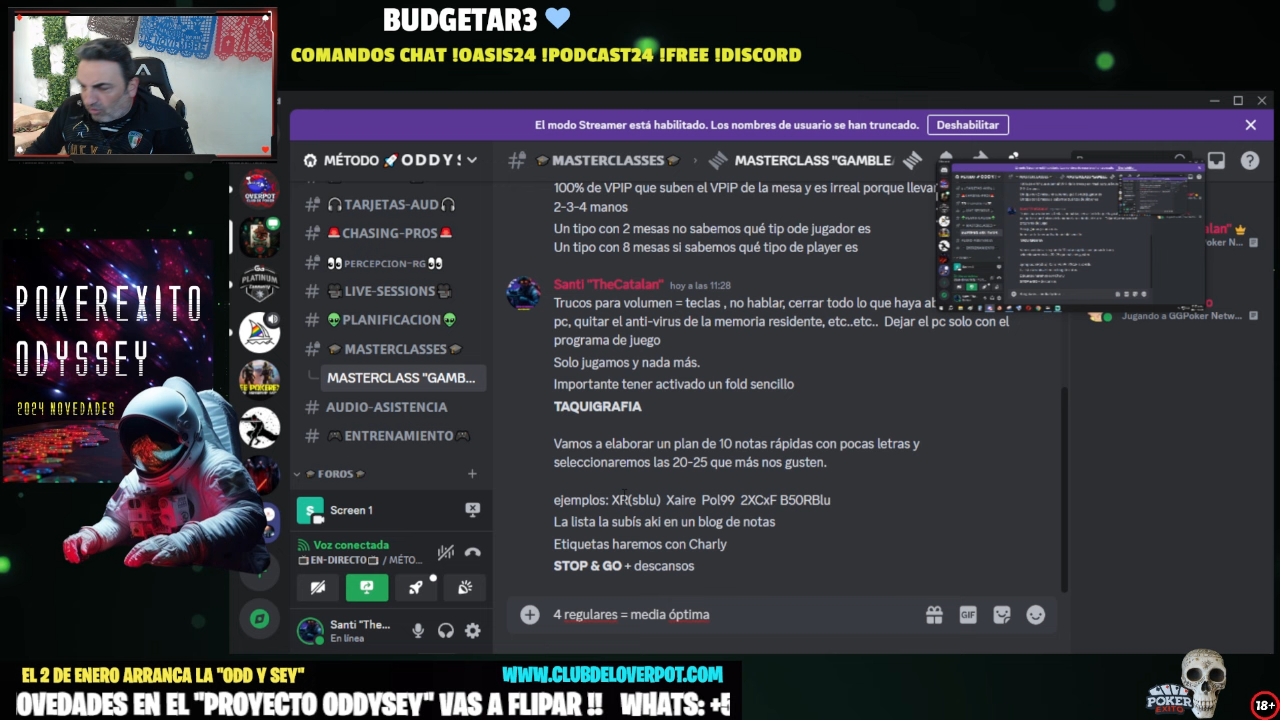 BUDGETAR3
COMANDOS CHAT !OASIS24 !PODCAST24 !FREE !DISCORD
El modo Streamer está habilitado. Los nombres de usuario se han truncado.
Deshabilitar
MÉTODO 🚀 ODDYS
🎓MASTERCLASSES🎓
MASTERCLASS "GAMBLE
TARJETAS-AUD
PHASING-PROS
PERCEPCION-RG
LIVE-SESSIONS
PLANIFICACION
MASTERCLASSES
MASTERCLASS "GAMB...
AUDIO-ASISTENCIA
ENTRENAMIENTO
FOROS
Screen 1
Voz conectada
EN-DIRECTO / MÉTO...
Santi "The...
En línea
100% de VPIP que suben el VPIP de la mesa y es irreal porque llevan
2-3-4 manos
Un tipo con 2 mesas no sabemos qué tip ode jugador es
Un tipo con 8 mesas si sabemos qué tipo de player es
Santi "TheCatalan" hoy a las 11:28
Trucos para volumen = teclas , no hablar, cerrar todo lo que haya
pc, quitar el anti-virus de la memoria residente, etc..etc.. Dejar el pc solo con el
programa de juego
Solo jugamos y nada más.
Importante tener activado un fold sencillo
TAQUIGRAFIA
Vamos a elaborar un plan de 10 notas rápidas con pocas letras y
seleccionaremos las 20-25 que más nos gusten.
ejemplos: XR(sblu) Xaire Pol99 2XCxF B50RBlu
La lista la subís aki en un blog de notas
Etiquetas haremos con Charly
STOP & GO + descansos
4 regulares = media óptima
GIF
Jugando a GGPoker Netw...
POKEREXITO
ODYSSEY
2024 NOVEDADES
EL 2 DE ENERO ARRANCA LA "ODD Y SEY"
WWW.CLUBDELOVERPOT.COM
OVEDADES EN EL "PROYECTO ODDYSEY" VAS A FLIPAR !! WHATS: +5
POKER
EXITO
18+